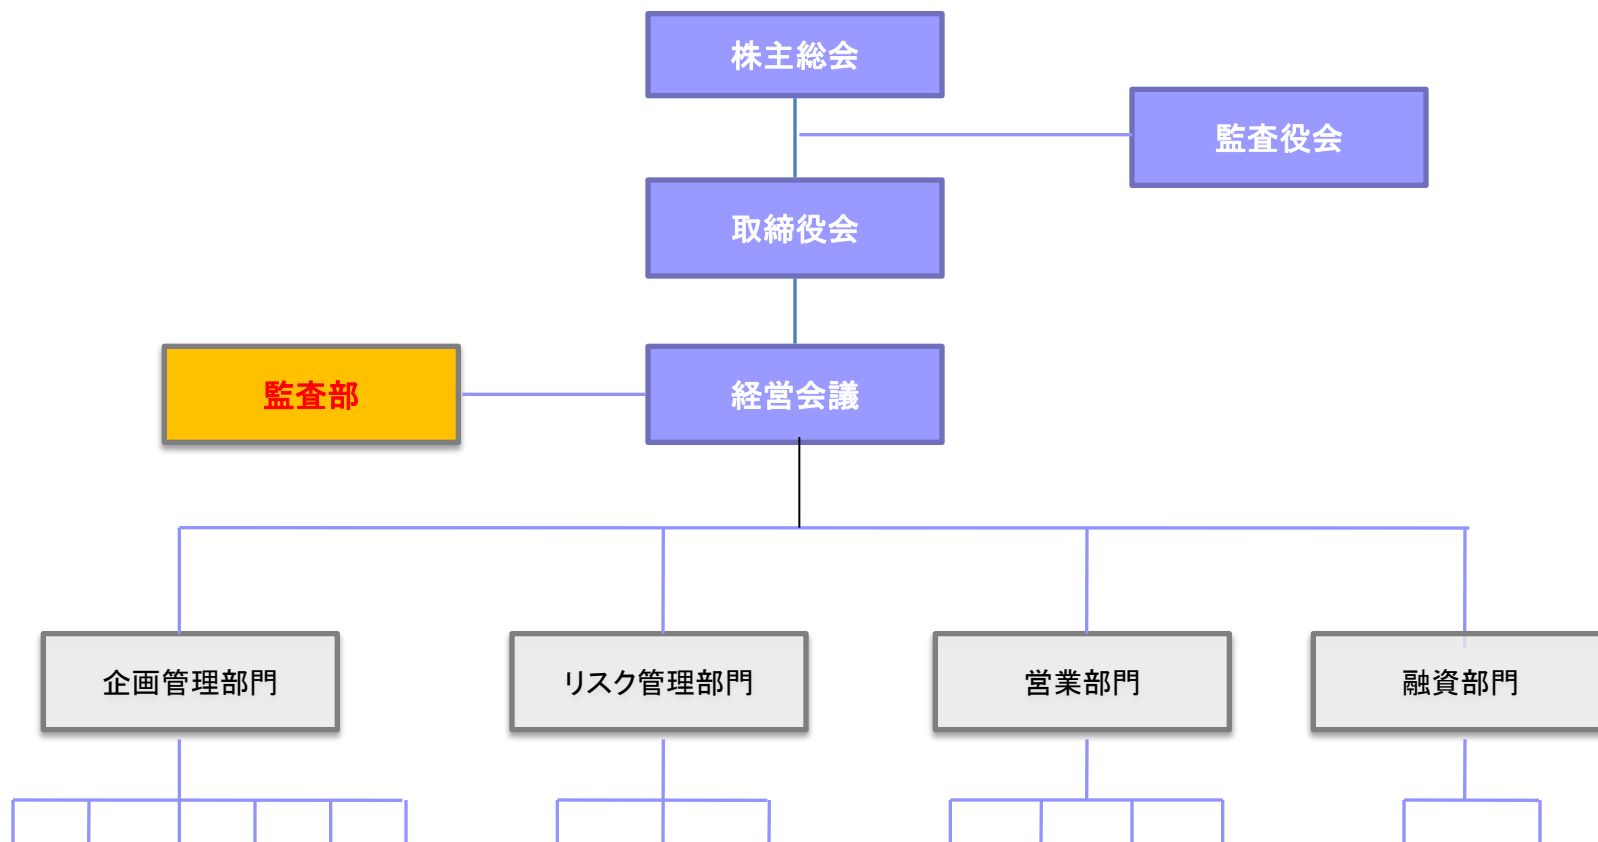 株主総会
監査役会
取締役会
監査部
経営会議
企画管理部門
リスク管理部門
営業部門
融資部門